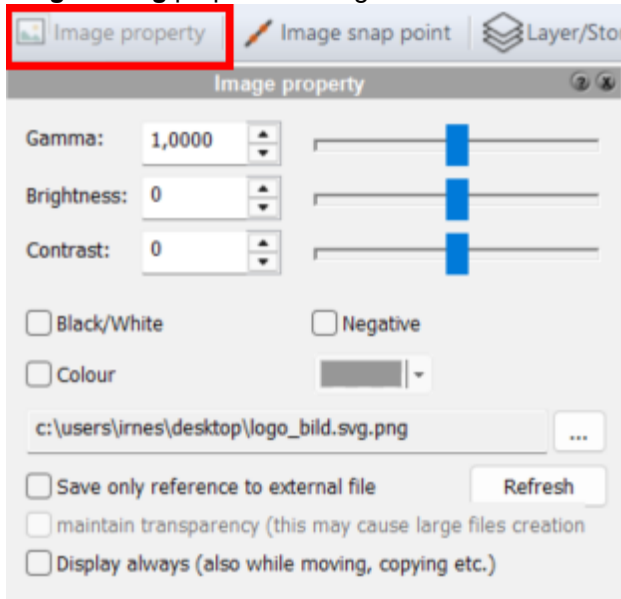 Image property Image snap point Layer/Sto
Image property
Gamma: 1,0000
Brightness: 0
Contrast: 0
Black/White Negative
Colour
c:\users\irnes\desktop\logo_bild.svg.png ...
Save only reference to external file Refresh
maintain transparency (this may cause large files creation
Display always (also while moving, copying etc.)